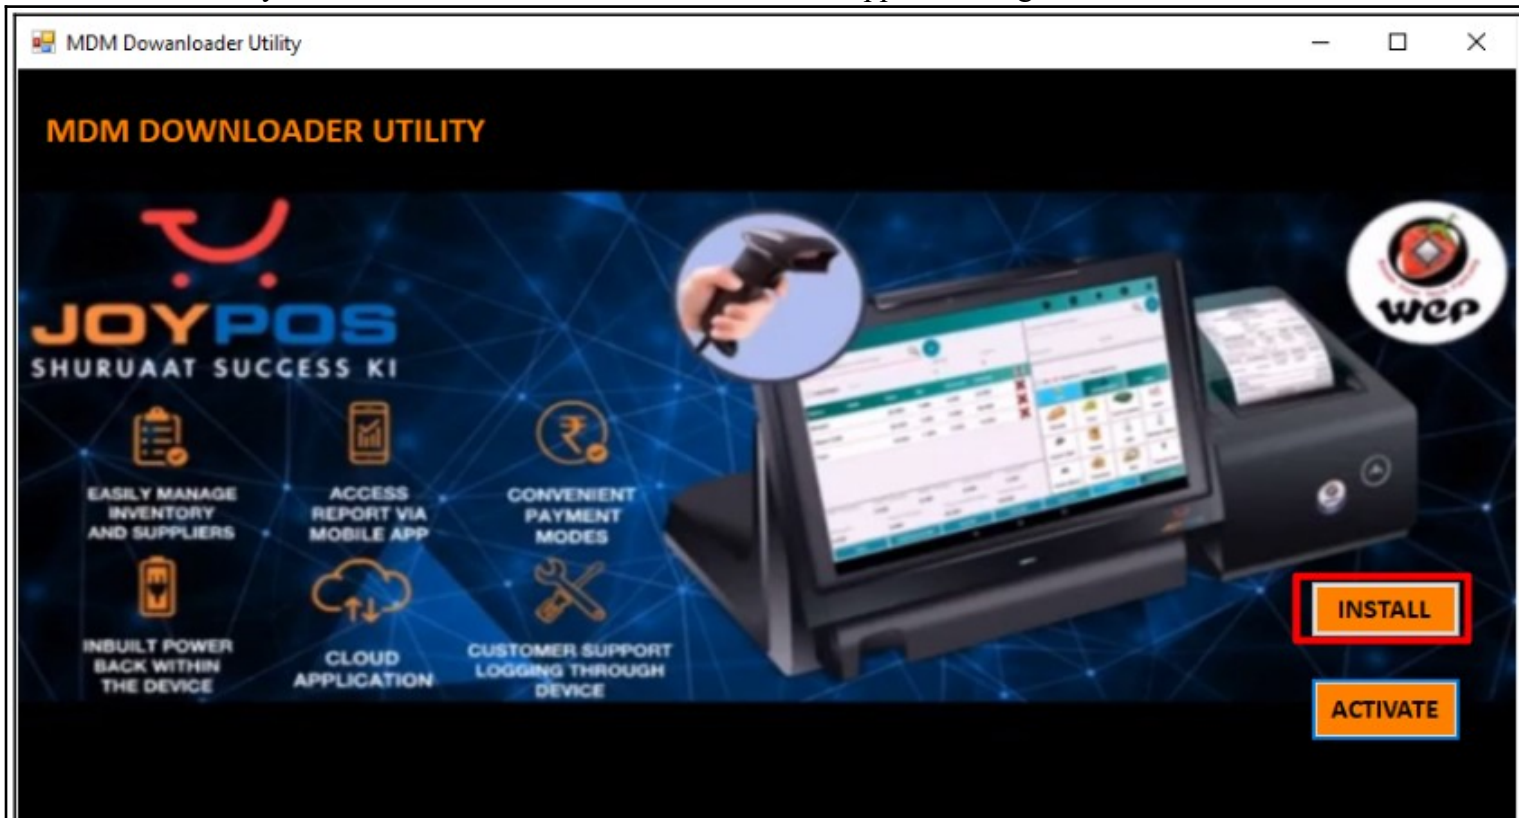 MDM Dowanloader Utility
MDM DOWNLOADER UTILITY
JOYPOS
SHURUAAT SUCCESS KI
wep
EASILY MANAGE
INVENTORY
AND SUPPLIERS
ACCESS
REPORT VIA
MOBILE APP
CONVENIENT
PAYMENT
MODES
INBUILT POWER
BACK WITHIN
THE DEVICE
CLOUD
APPLICATION
CUSTOMER SUPPORT
LOGGING THROUGH
DEVICE
JOYPOS
INSTALL
ACTIVATE